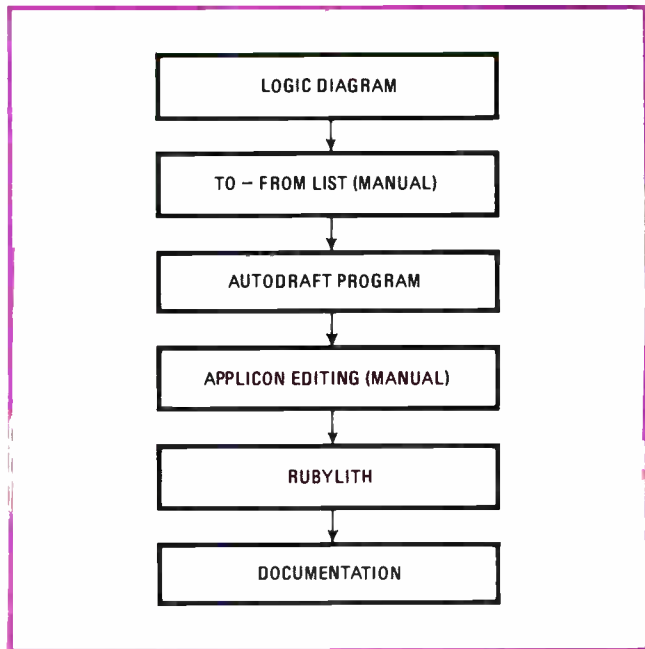 LOGIC DIAGRAM
TO – FROM LIST (MANUAL)
AUTODRAFT PROGRAM
APPLICON EDITING (MANUAL)
RUBYLITH
DOCUMENTATION